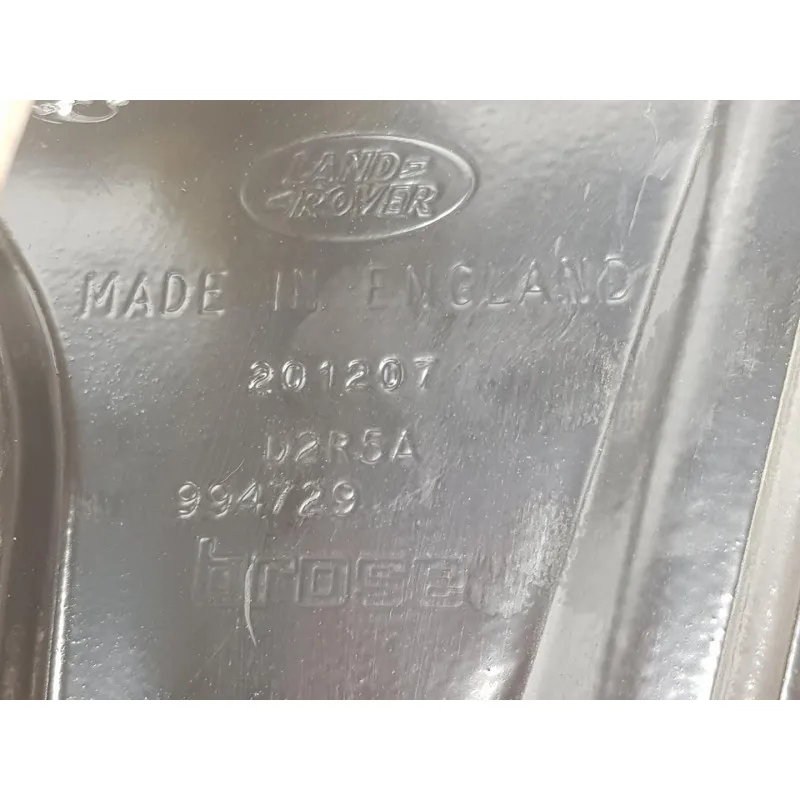 LAND-
-ROVER
MADE IN ENGLAND
201207
D2R5A
994729
brose